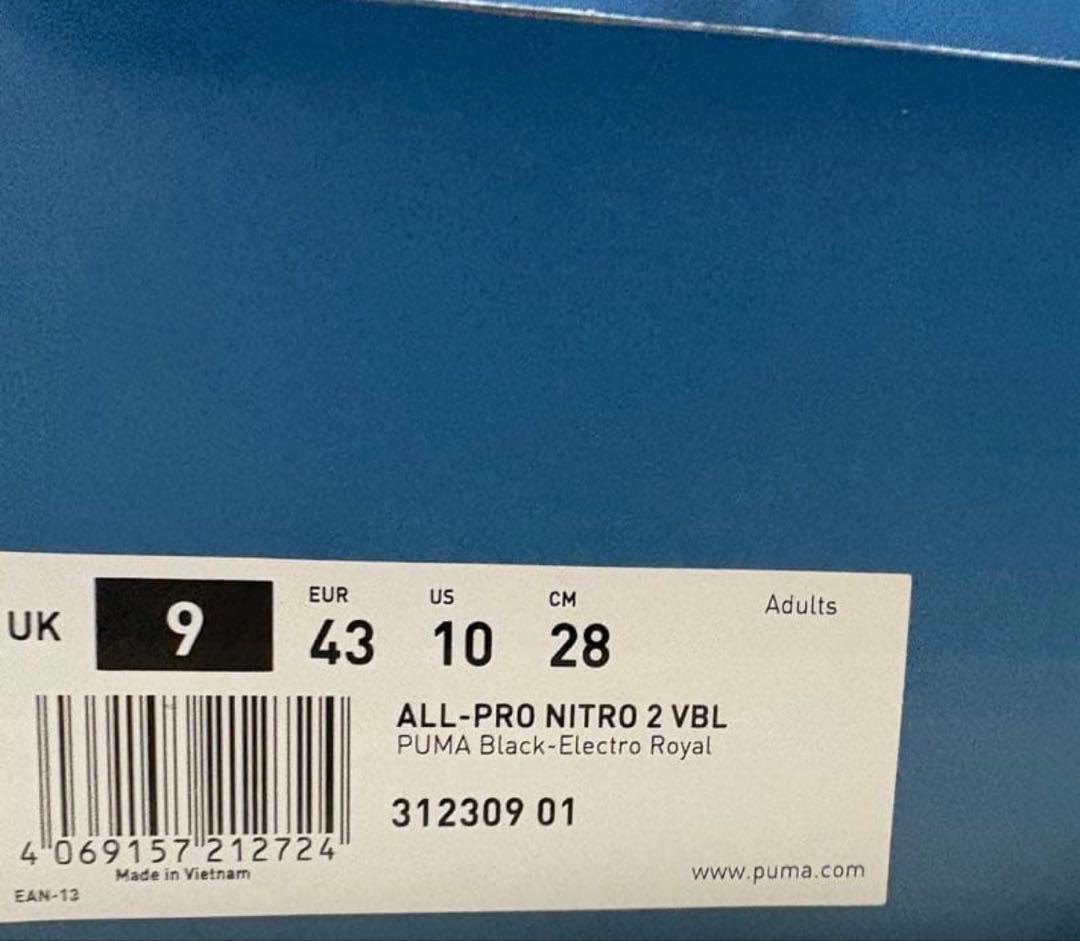 UK 9 EUR 43 US 10 CM 28 Adults
ALL-PRO NITRO 2 VBL
PUMA Black-Electro Royal
312309 01
4 069157 212724
Made in Vietnam
EAN-13
www.puma.com